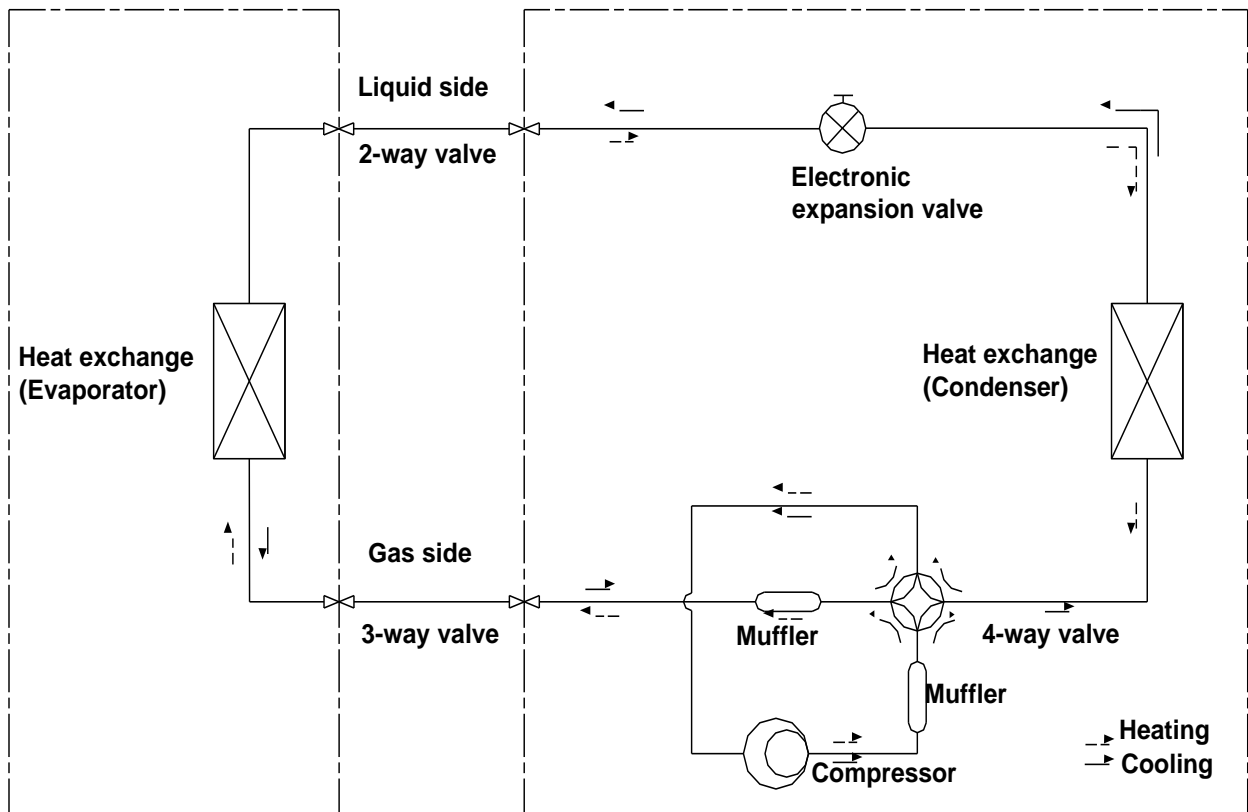 Liquid side
2-way valve
Electronic
expansion valve
Heat exchange
(Evaporator)
Heat exchange
(Condenser)
Gas side
3-way valve
Muffler
4-way valve
Muffler
Compressor
Heating
Cooling